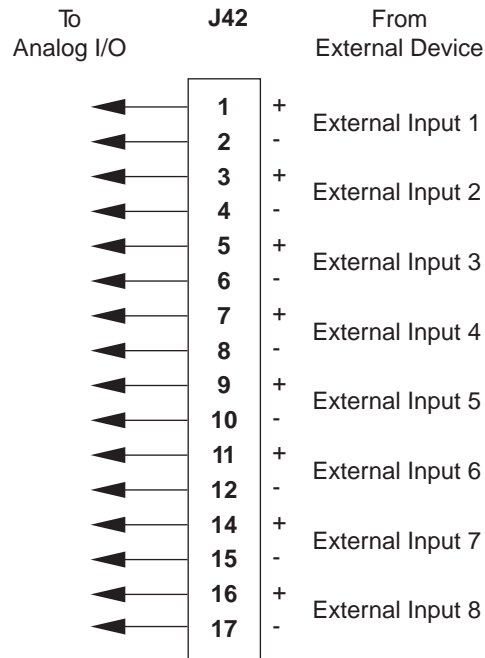 To J42 From
Analog I/O External Device
1 +
External Input 1
2 -
3 +
External Input 2
4 -
5 +
External Input 3
6 -
7 +
External Input 4
8 -
9 +
External Input 5
10 -
11 +
External Input 6
12 -
14 +
External Input 7
15 -
16 +
External Input 8
17 -